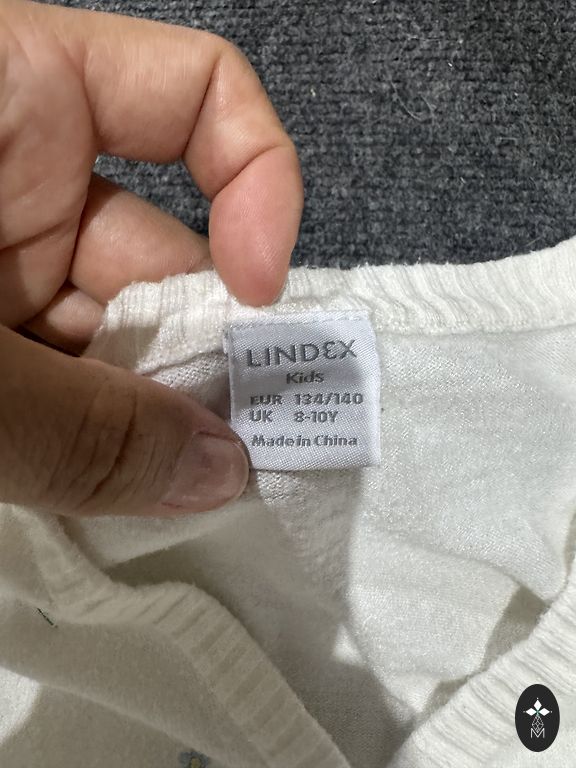 LINDEX
Kids
EUR 134/140
UK 8-10Y
Made in China
M